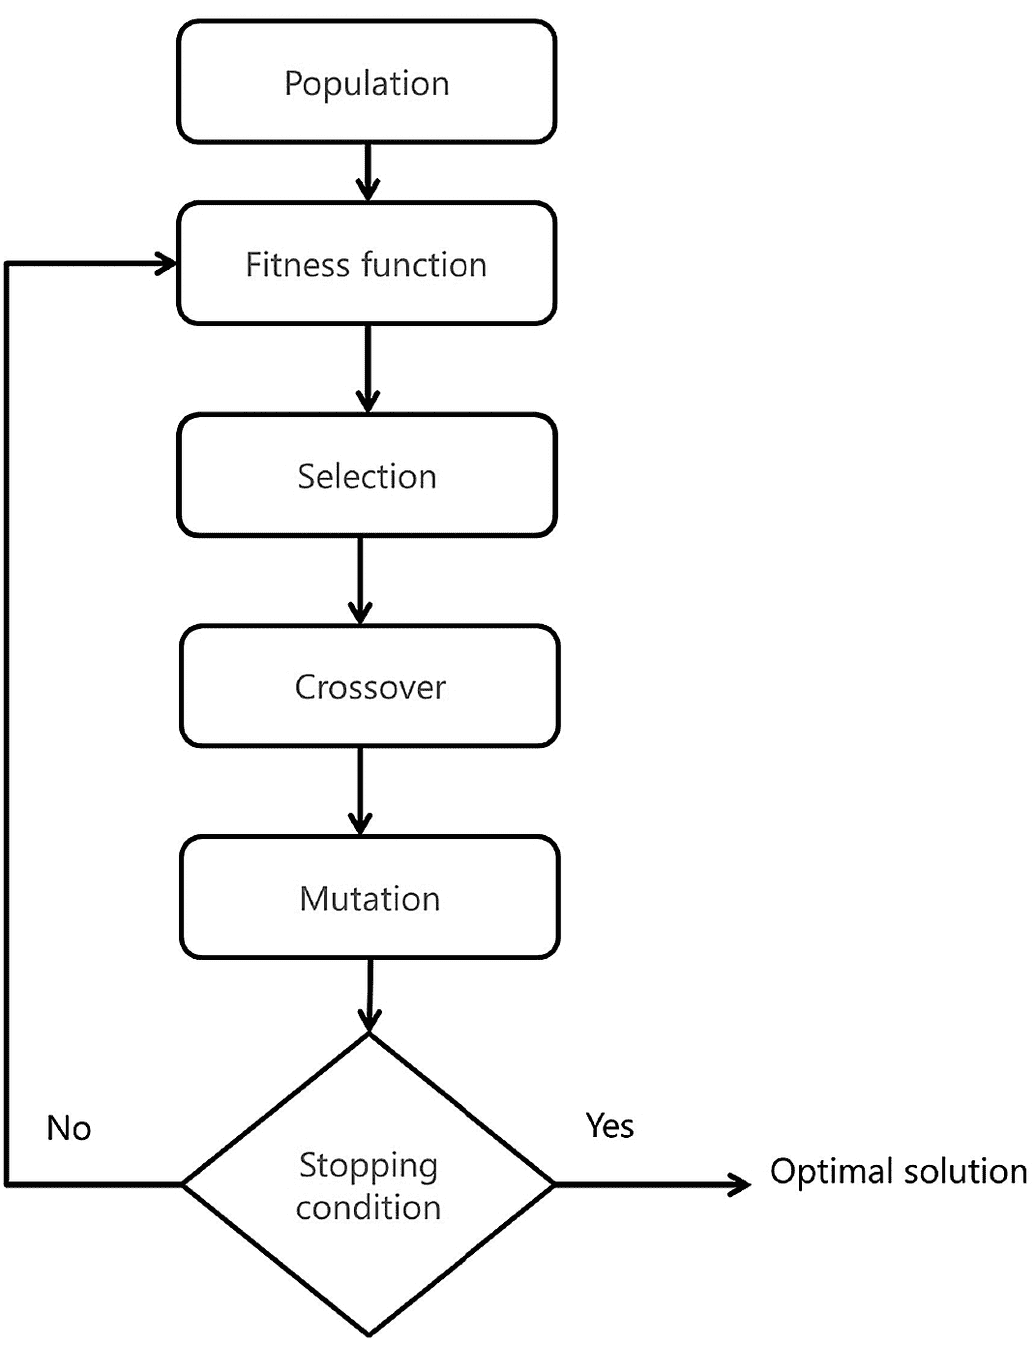 Population
Fitness function
Selection
Crossover
Mutation
No
Yes
Stopping
condition
Optimal solution